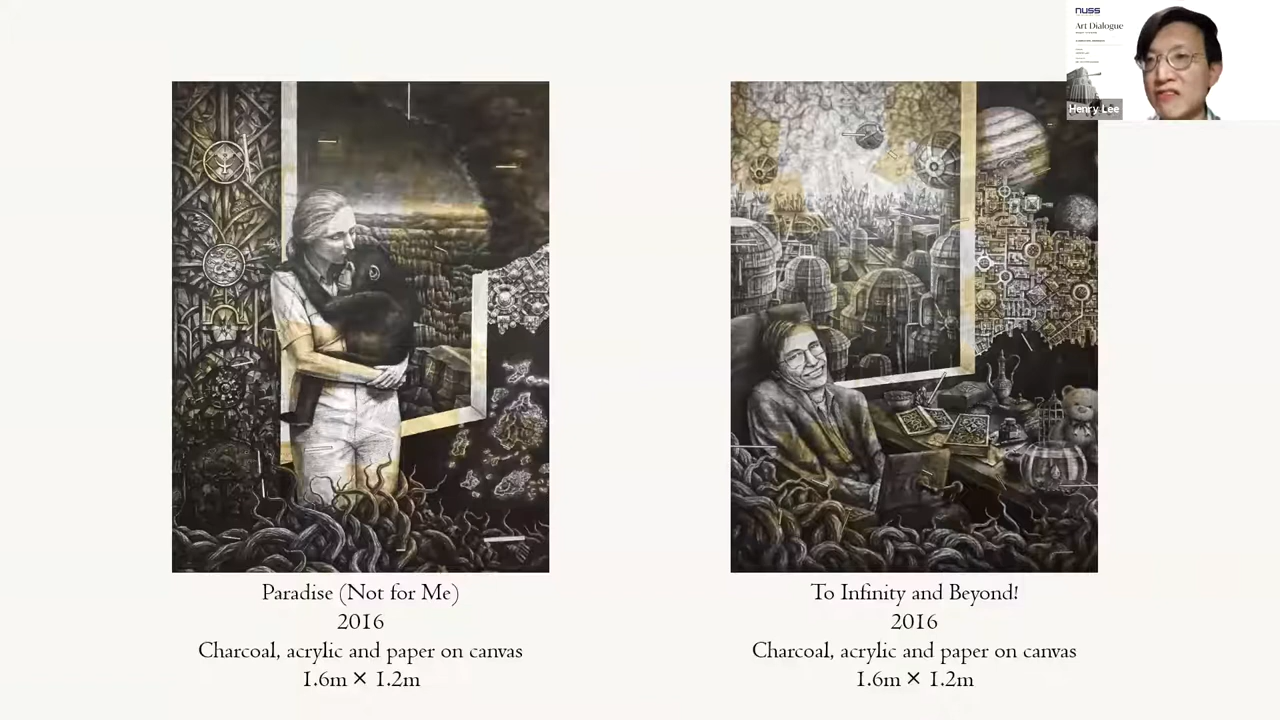 nuss
Art Dialogue
Henry Lee
Paradise (Not for Me)
2016
Charcoal, acrylic and paper on canvas
1.6m × 1.2m
To Infinity and Beyond!
2016
Charcoal, acrylic and paper on canvas
1.6m × 1.2m